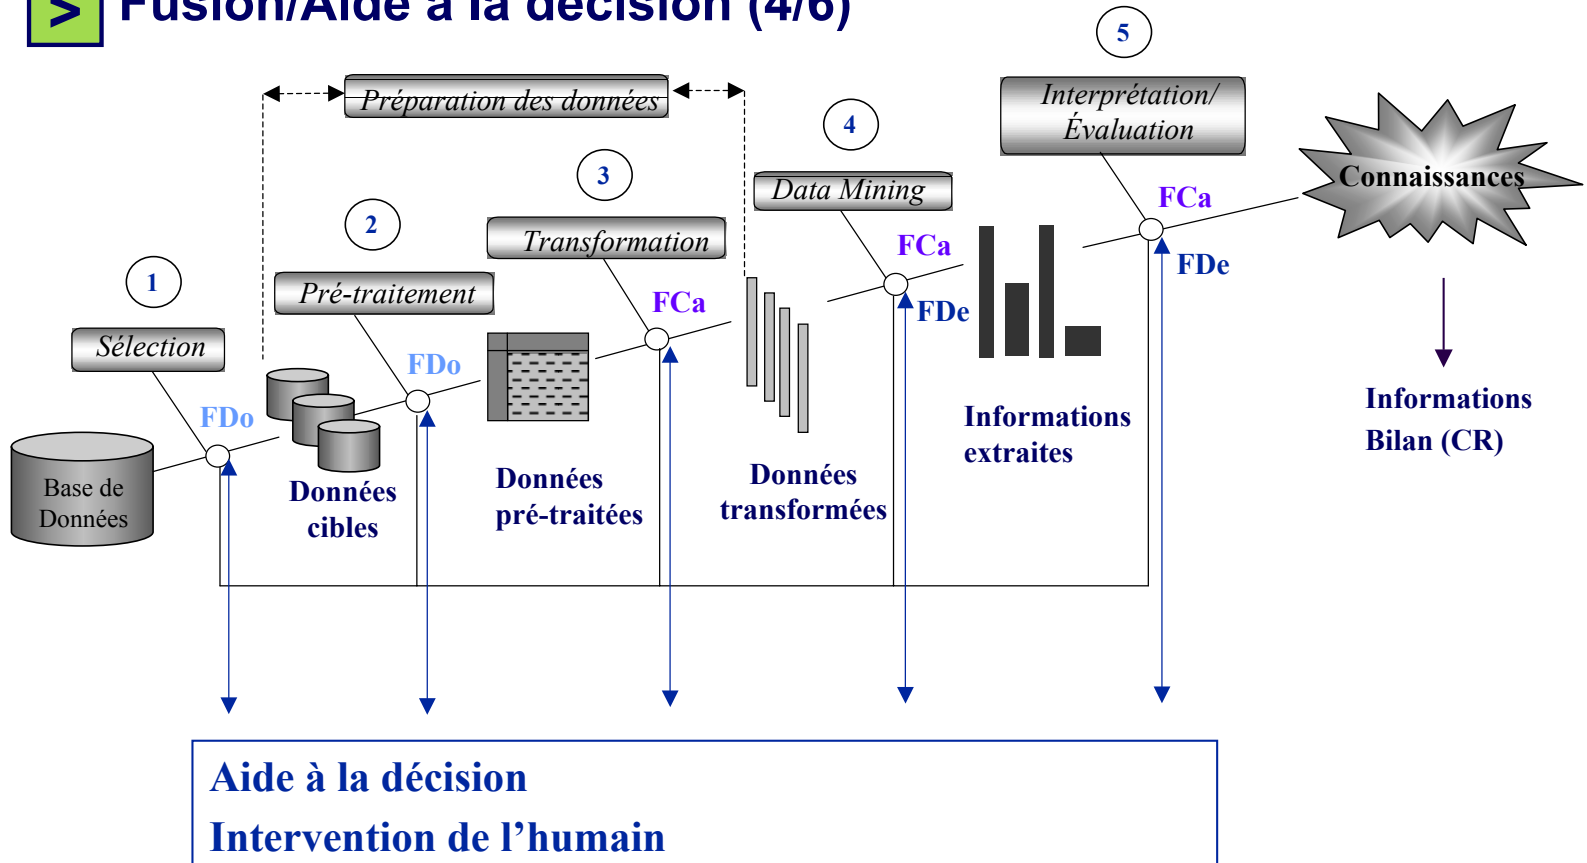 > Fusion/Aide à la décision (4/6)
5
Préparation des données
Interprétation/
Évaluation
4
3
Data Mining
Connaissances
FCa
2
Transformation
FCa
FDe
1
Pré-traitement
FCa
FDe
Sélection
FDo
FDo
Informations
Bilan (CR)
Informations
extraites
Base de
Données
Données
cibles
Données
pré-traitées
Données
transformées
Aide à la décision
Intervention de l’humain